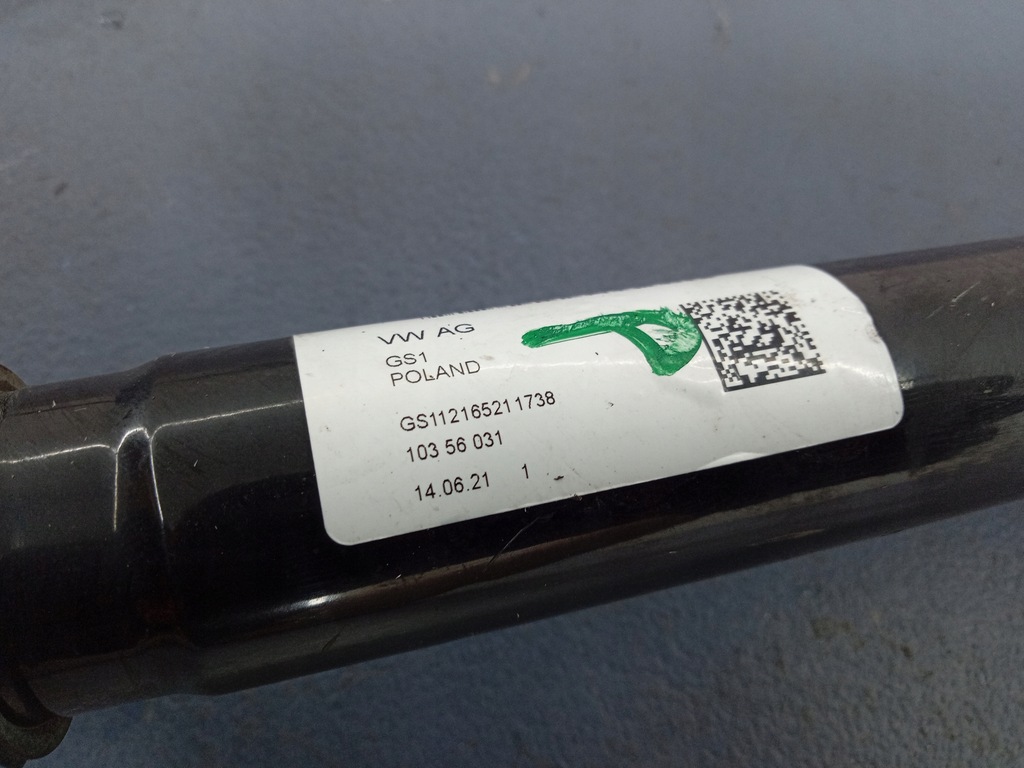 VW AG
GS1
POLAND
GS112165211738
103 56 031
14.06.21 1